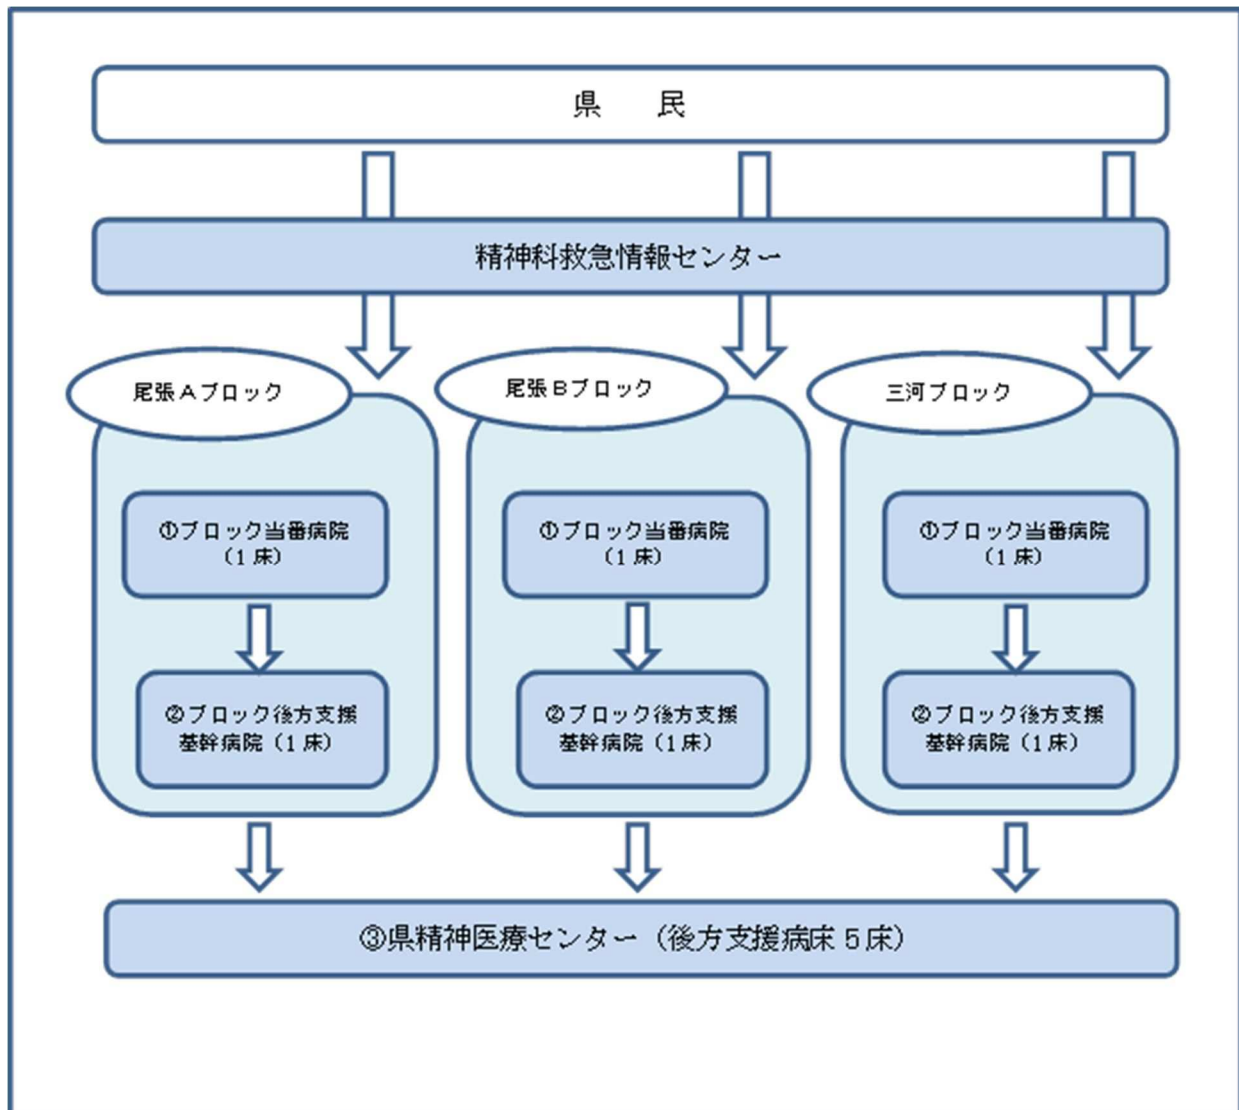 県　　民
精神科救急情報センター
尾張Aブロック
尾張Bブロック
三河ブロック
①ブロック当番病院
（1床）
①ブロック当番病院
（1床）
①ブロック当番病院
（1床）
②ブロック後方支援
基幹病院（1床）
②ブロック後方支援
基幹病院（1床）
②ブロック後方支援
基幹病院（1床）
③県精神医療センター（後方支援病床5床）